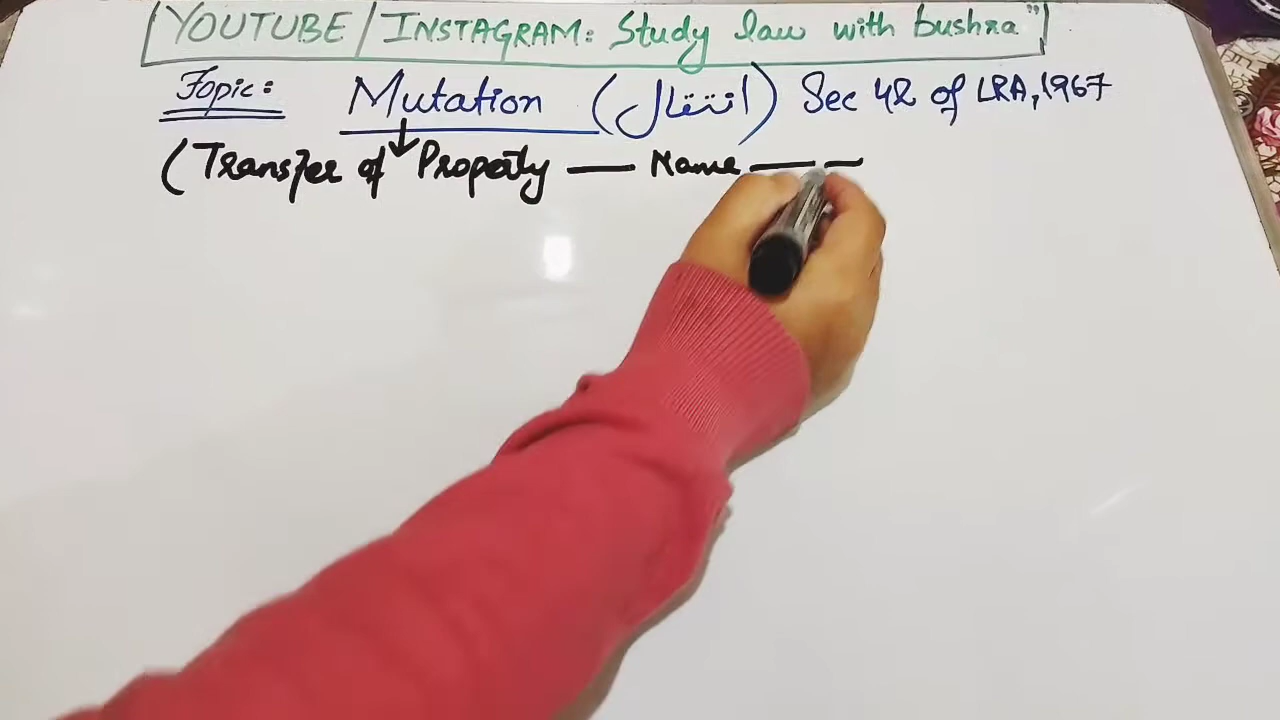 YOUTUBE/INSTAGRAM: Study law with bushra”
Topic: Mutation (انتقال) Sec 42 of LRA, 1967
(Transfer of Property — Name — —